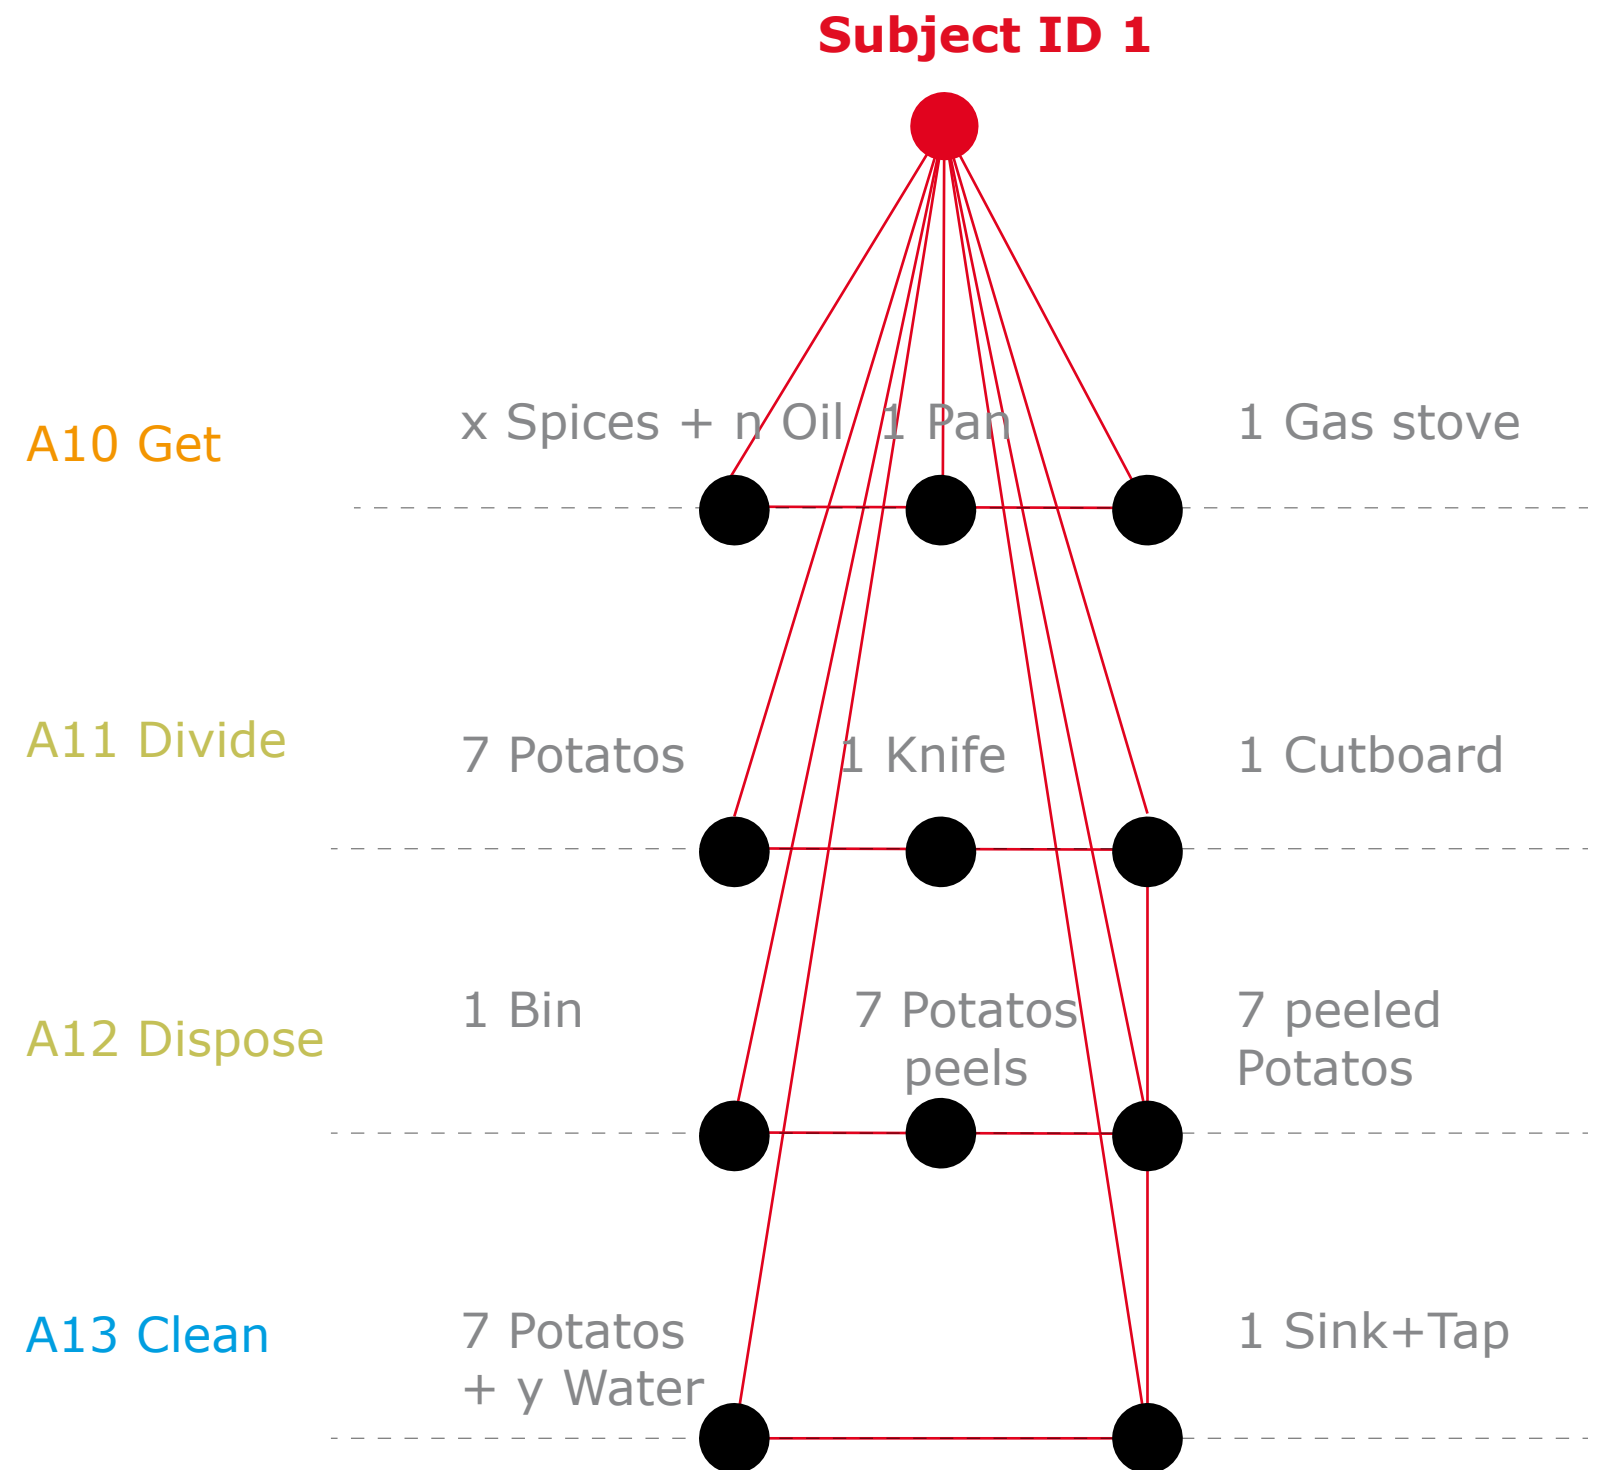 Subject ID 1
A10 Get
x Spices + n Oil
1 Pan
1 Gas stove
A11 Divide
7 Potatos
1 Knife
1 Cutboard
A12 Dispose
1 Bin
7 Potatos
peels
7 peeled
Potatos
A13 Clean
7 Potatos
+ y Water
1 Sink+Tap